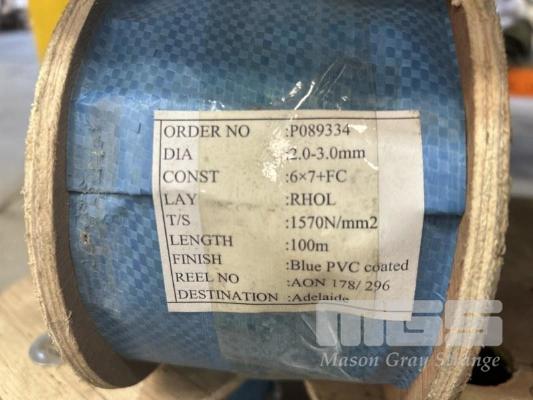 ORDER NO :P089334
DIA :2.0-3.0mm
CONST :6×7+FC
LAY :RHOL
T/S :1570N/mm2
LENGTH :100m
FINISH :Blue PVC coated
REEL NO :AON 178/ 296
DESTINATION :Adelaide
MGS
Mason Gray Strange